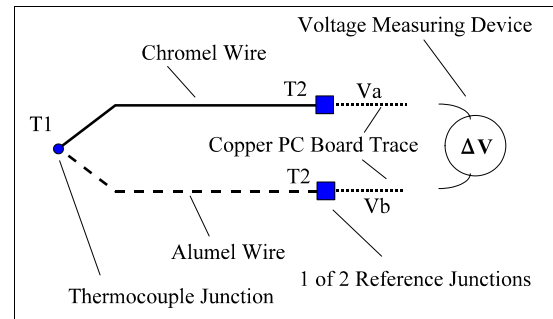 Voltage Measuring Device
Chromel Wire
T2
Va
T1
Copper PC Board Trace
ΔV
T2
Vb
Alumel Wire
1 of 2 Reference Junctions
Thermocouple Junction